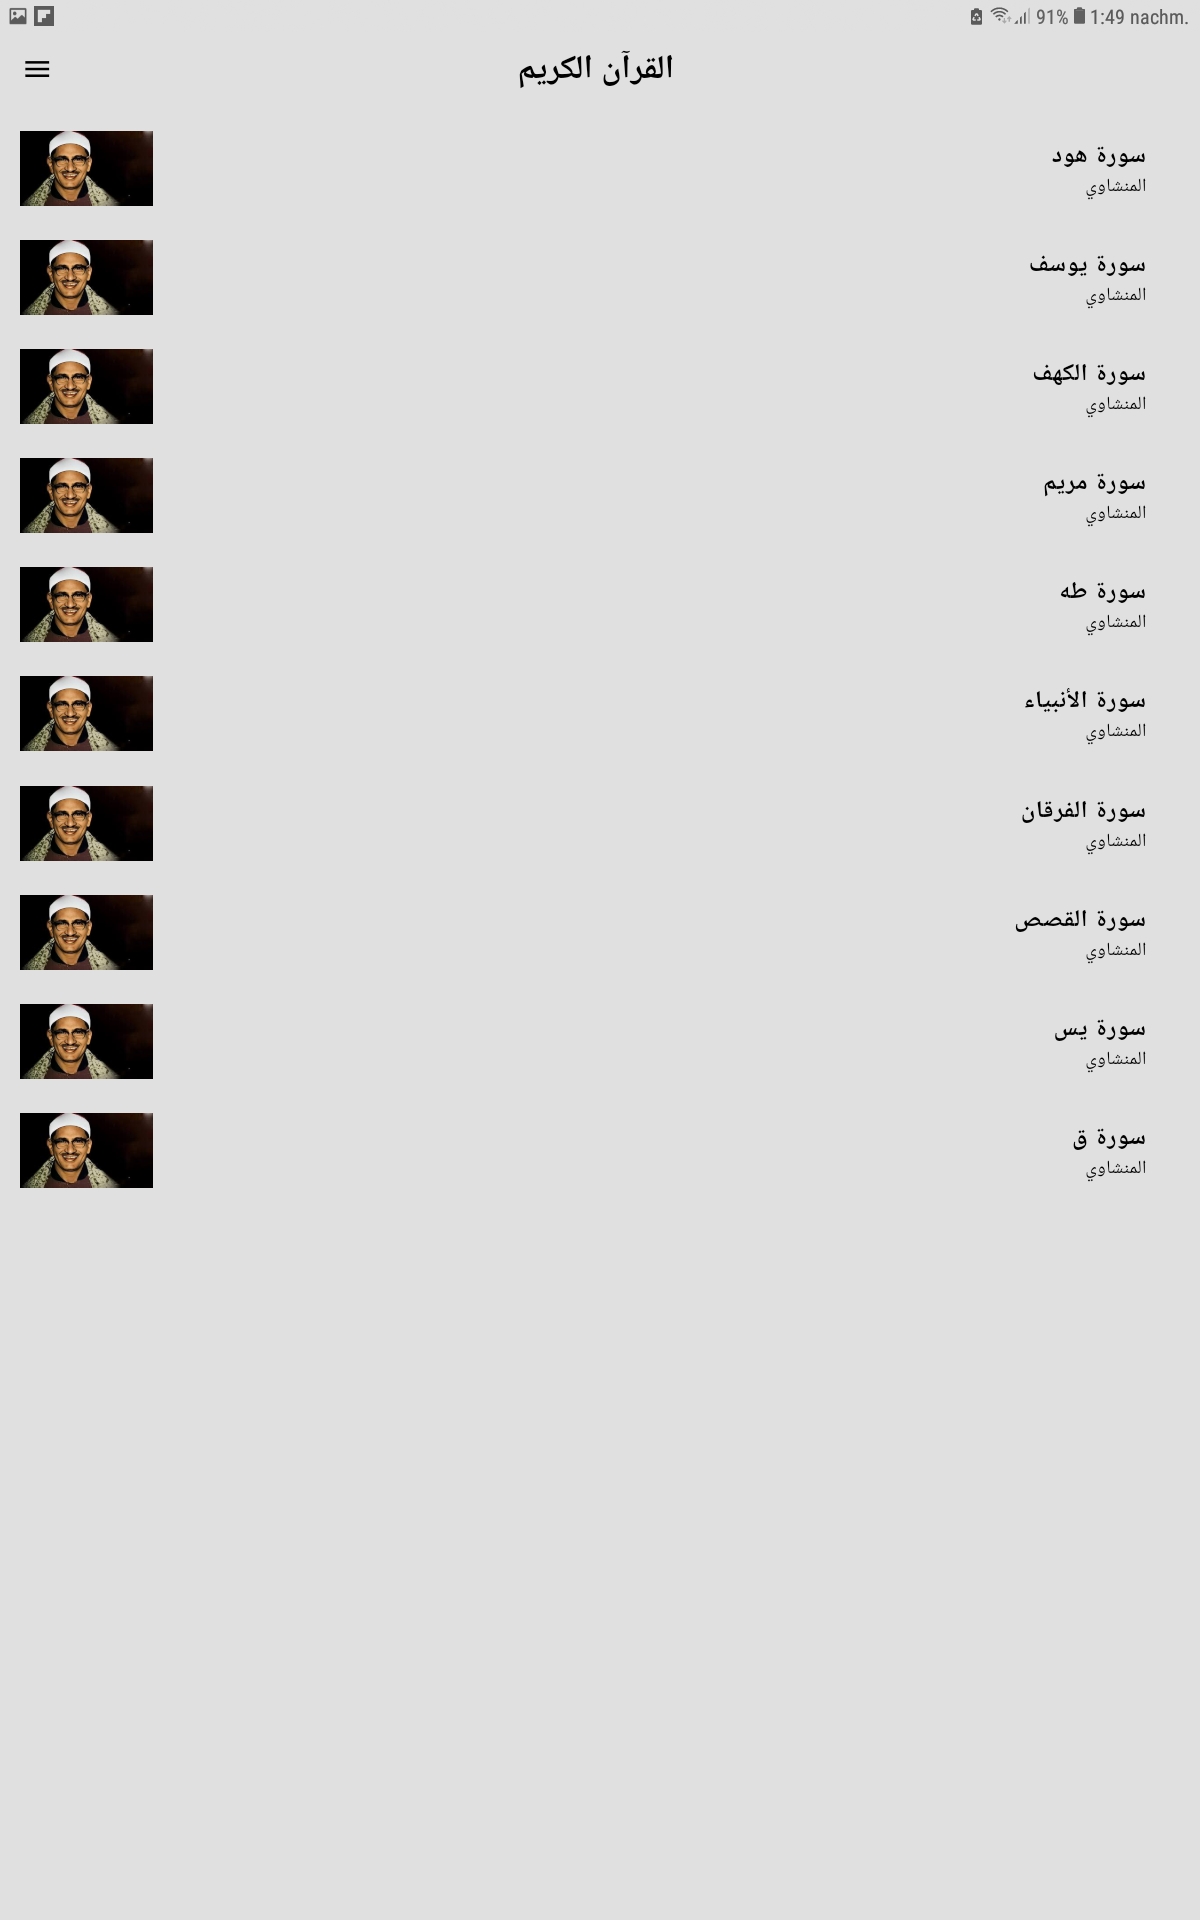 91% 1:49 nachm.
القرآن الكريم
سورة هود
المنشاوي
سورة يوسف
المنشاوي
سورة الكهف
المنشاوي
سورة مريم
المنشاوي
سورة طه
المنشاوي
سورة الأنبياء
المنشاوي
سورة الفرقان
المنشاوي
سورة القصص
المنشاوي
سورة يس
المنشاوي
سورة ق
المنشاوي